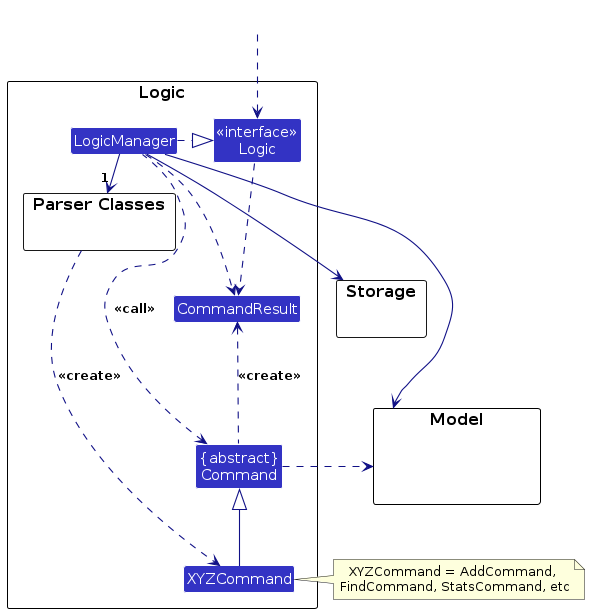 Logic
«interface»
Logic
LogicManager
1
Parser Classes
Storage
«call»
CommandResult
«create»
«create»
Model
{abstract}
Command
XYZCommand
XYZCommand = AddCommand,
FindCommand, StatsCommand, etc